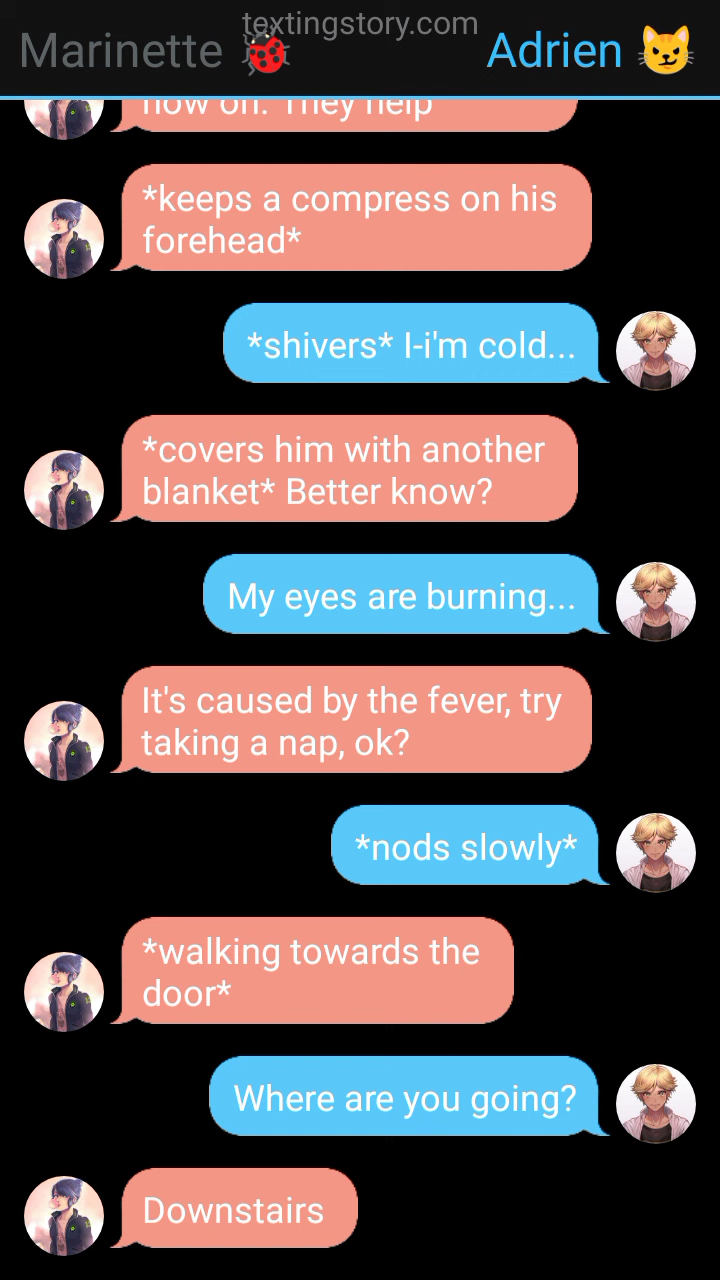 textingstory.com
Marinette 🐞
Adrien 😼
now on. They help
*keeps a compress on his
forehead*
*shivers* I-i'm cold...
*covers him with another
blanket* Better know?
My eyes are burning...
It's caused by the fever, try
taking a nap, ok?
*nods slowly*
*walking towards the
door*
Where are you going?
Downstairs